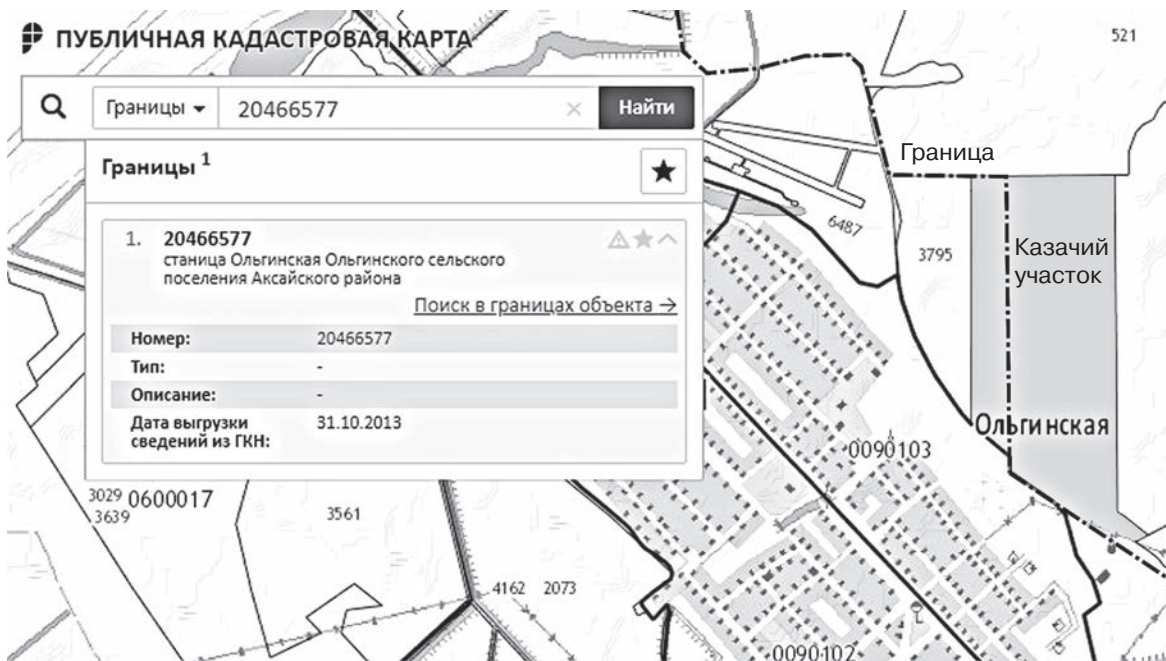 ПУБЛИЧНАЯ КАДАСТРОВАЯ КАРТА
521
Границы
20466577
×
Найти
Границы 1
Граница
1. 20466577
станица Ольгинская Ольгинского сельского
поселения Аксайского района
Поиск в границах объекта →
6487
3795
Казачий
участок
Номер: 20466577
Тип: -
Описание: -
Дата выгрузки
сведений из ГКН:
31.10.2013
Ольгинская
0090103
3029 0600017
3639
3561
4162 2073
0090102